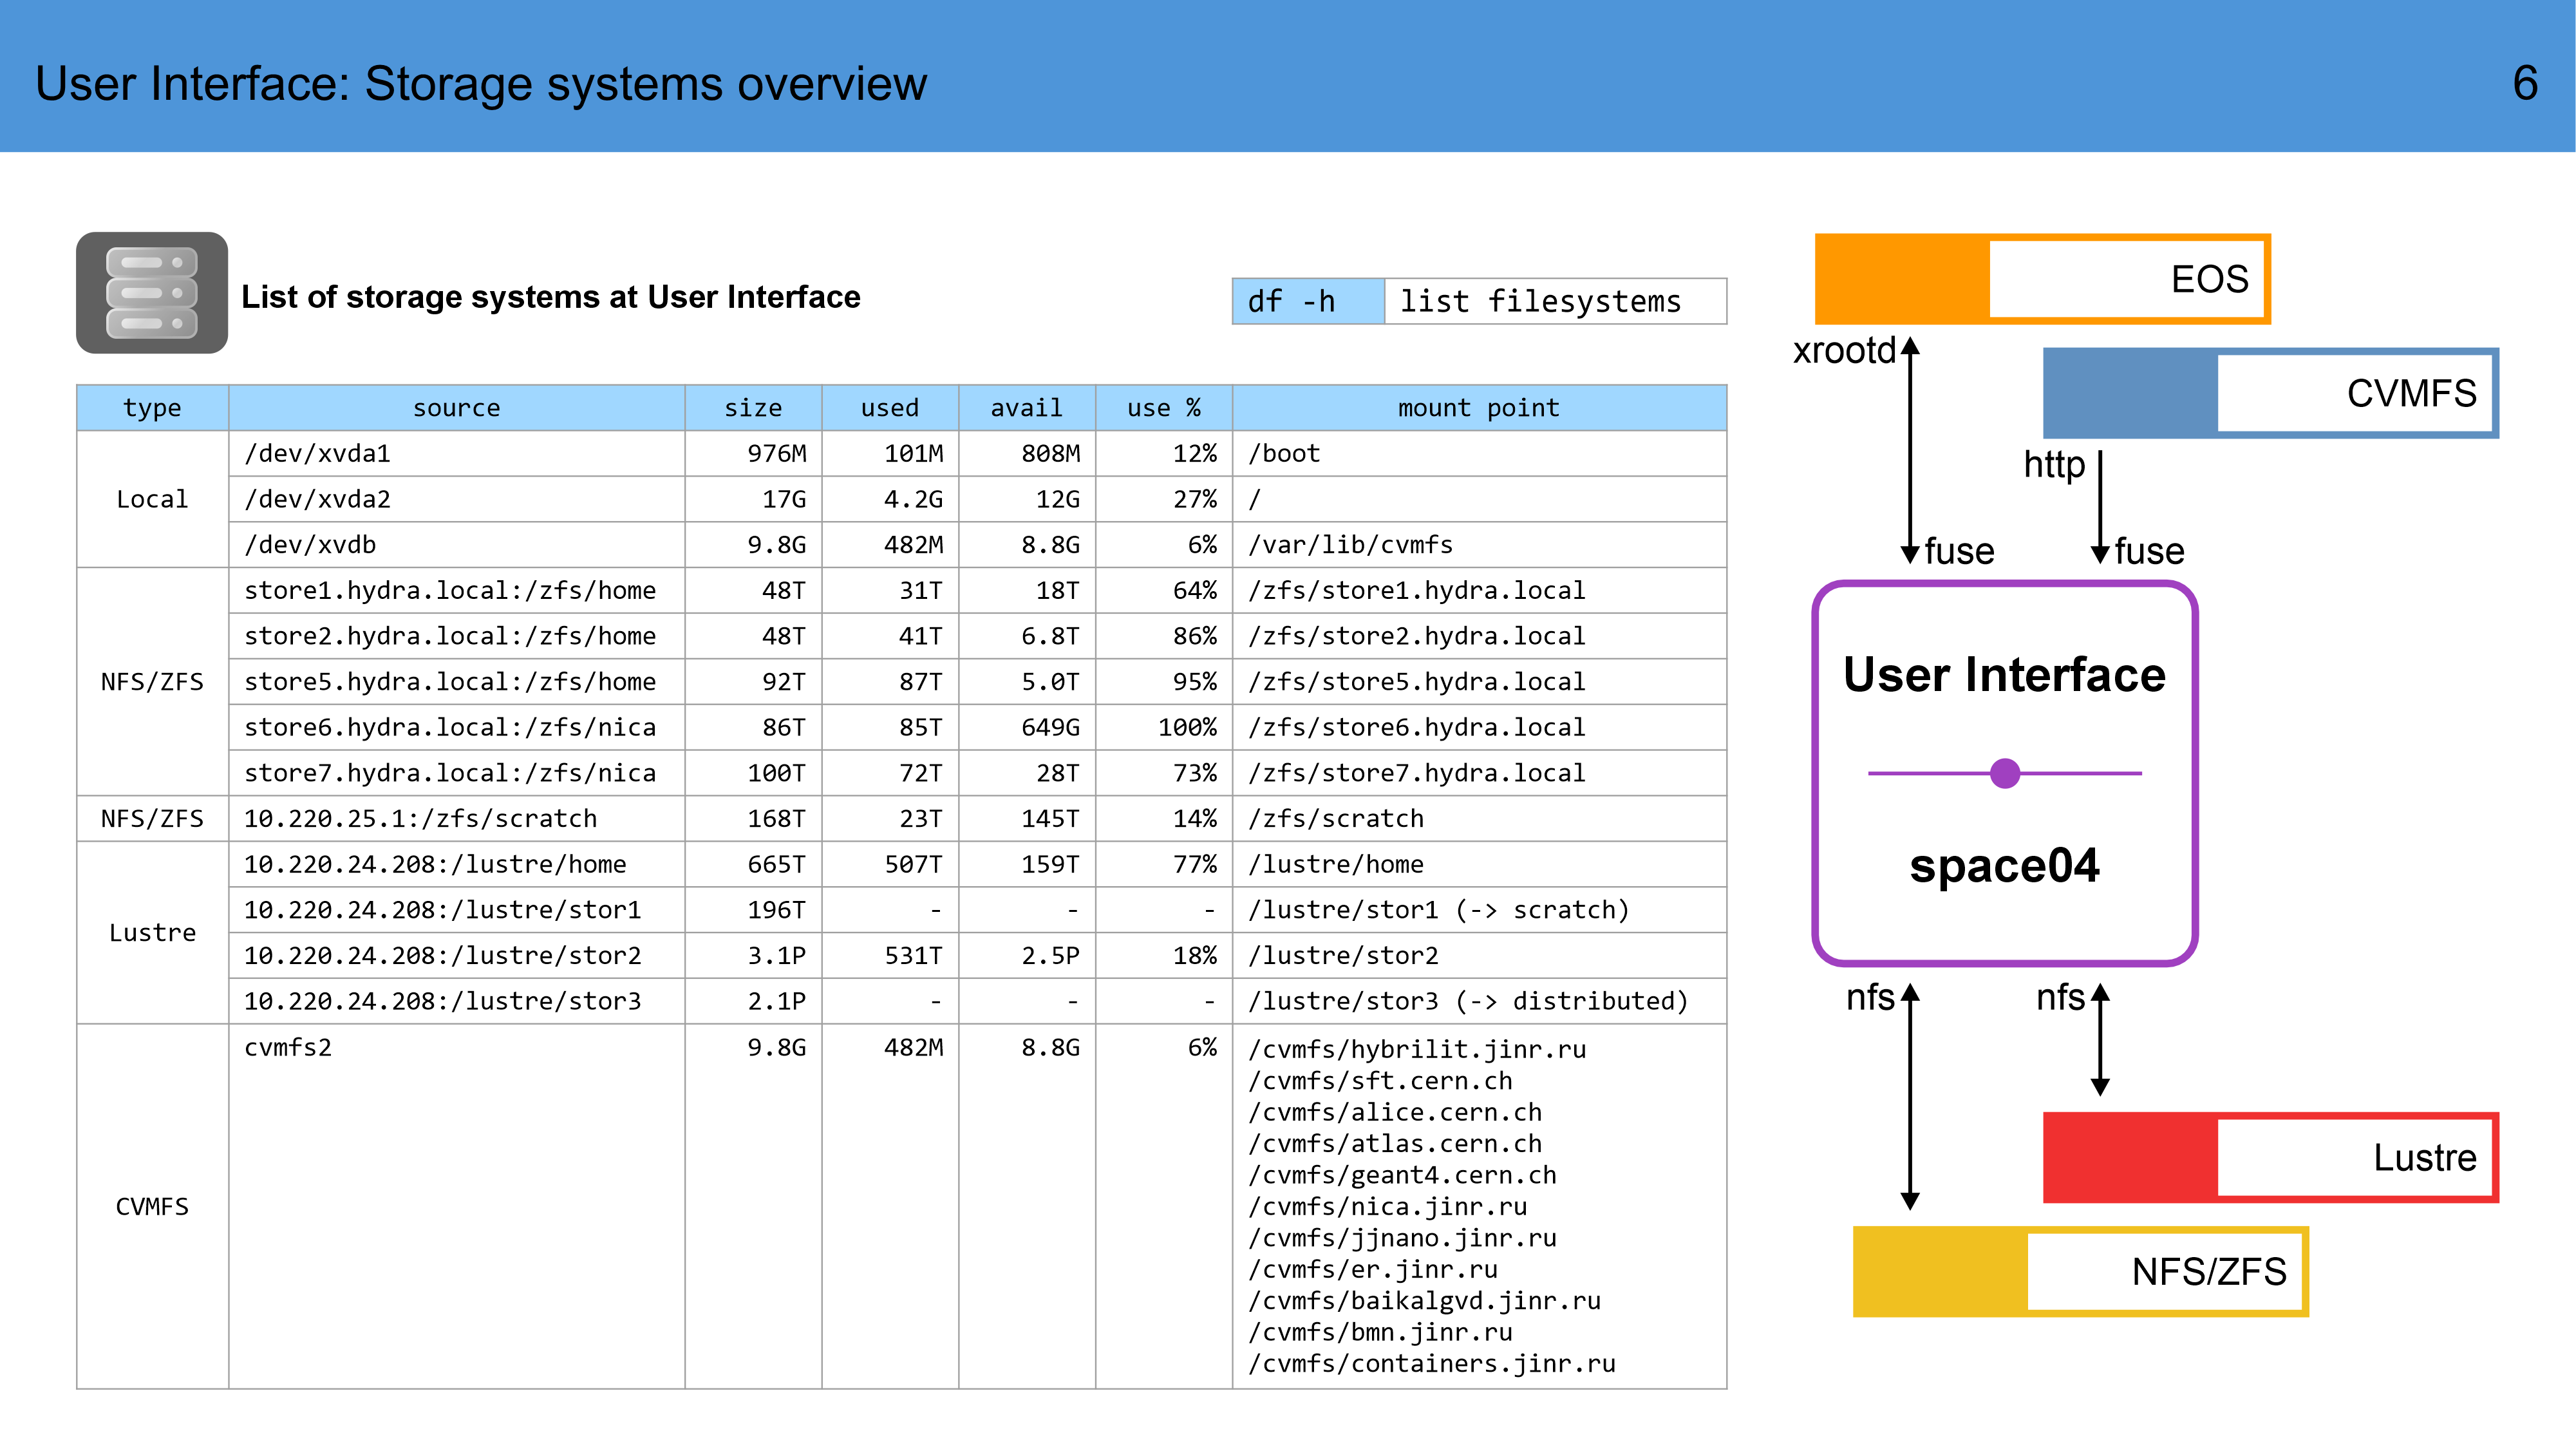 User Interface: Storage systems overview
6
List of storage systems at User Interface
df -h list filesystems
type source size used avail use % mount point
Local
/dev/xvda1 976M 101M 808M 12% /boot
/dev/xvda2 17G 4.2G 12G 27% /
/dev/xvdb 9.8G 482M 8.8G 6% /var/lib/cvmfs
NFS/ZFS
store1.hydra.local:/zfs/home 48T 31T 18T 64% /zfs/store1.hydra.local
store2.hydra.local:/zfs/home 48T 41T 6.8T 86% /zfs/store2.hydra.local
store5.hydra.local:/zfs/home 92T 87T 5.0T 95% /zfs/store5.hydra.local
store6.hydra.local:/zfs/nica 86T 85T 649G 100% /zfs/store6.hydra.local
store7.hydra.local:/zfs/nica 100T 72T 28T 73% /zfs/store7.hydra.local
NFS/ZFS 10.220.25.1:/zfs/scratch 168T 23T 145T 14% /zfs/scratch
Lustre
10.220.24.208:/lustre/home 665T 507T 159T 77% /lustre/home
10.220.24.208:/lustre/stor1 196T - - - /lustre/stor1 (-> scratch)
10.220.24.208:/lustre/stor2 3.1P 531T 2.5P 18% /lustre/stor2
10.220.24.208:/lustre/stor3 2.1P - - - /lustre/stor3 (-> distributed)
CVMFS
cvmfs2 9.8G 482M 8.8G 6% /cvmfs/hybrilit.jinr.ru
/cvmfs/sft.cern.ch
/cvmfs/alice.cern.ch
/cvmfs/atlas.cern.ch
/cvmfs/geant4.cern.ch
/cvmfs/nica.jinr.ru
/cvmfs/jjnano.jinr.ru
/cvmfs/er.jinr.ru
/cvmfs/baikalgvd.jinr.ru
/cvmfs/bmn.jinr.ru
/cvmfs/containers.jinr.ru
EOS
xrootd
CVMFS
http
fuse
fuse
User Interface
space04
nfs
nfs
Lustre
NFS/ZFS